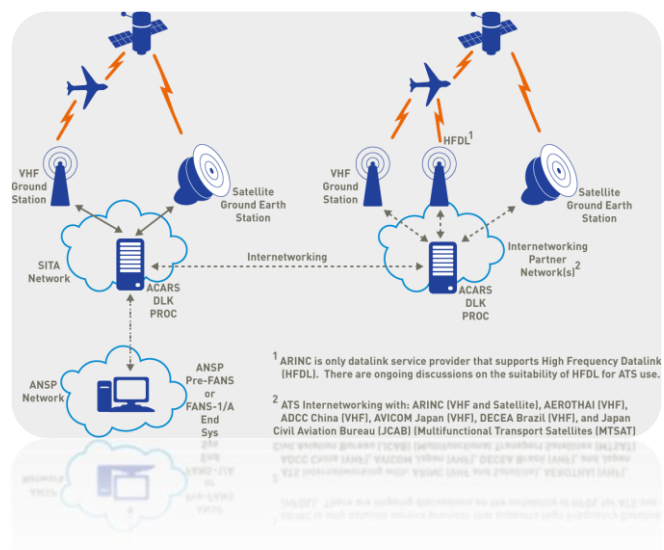 HFDL1
VHF
Ground
Station
Satellite
Ground Earth
Station
VHF
Ground
Station
Satellite
Ground Earth
Station
SITA
Network
Internetworking
Internetworking
Partner
Network(s)2
ACARS
DLK
PROC
ACARS
DLK
PROC
ANSP
Network
ANSP
Pre-FANS
or
FANS-1/A
End
Sys
1 ARINC is only datalink service provider that supports High Frequency Datalink
(HFDL). There are ongoing discussions on the suitability of HFDL for ATS use.
2 ATS Internetworking with: ARINC (VHF and Satellite), AEROTHAI (VHF),
ADCC China (VHF), AVICOM Japan (VHF), DECEA Brazil (VHF), and Japan
Civil Aviation Bureau (JCAB) (Multifunctional Transport Satellites (MTSAT)